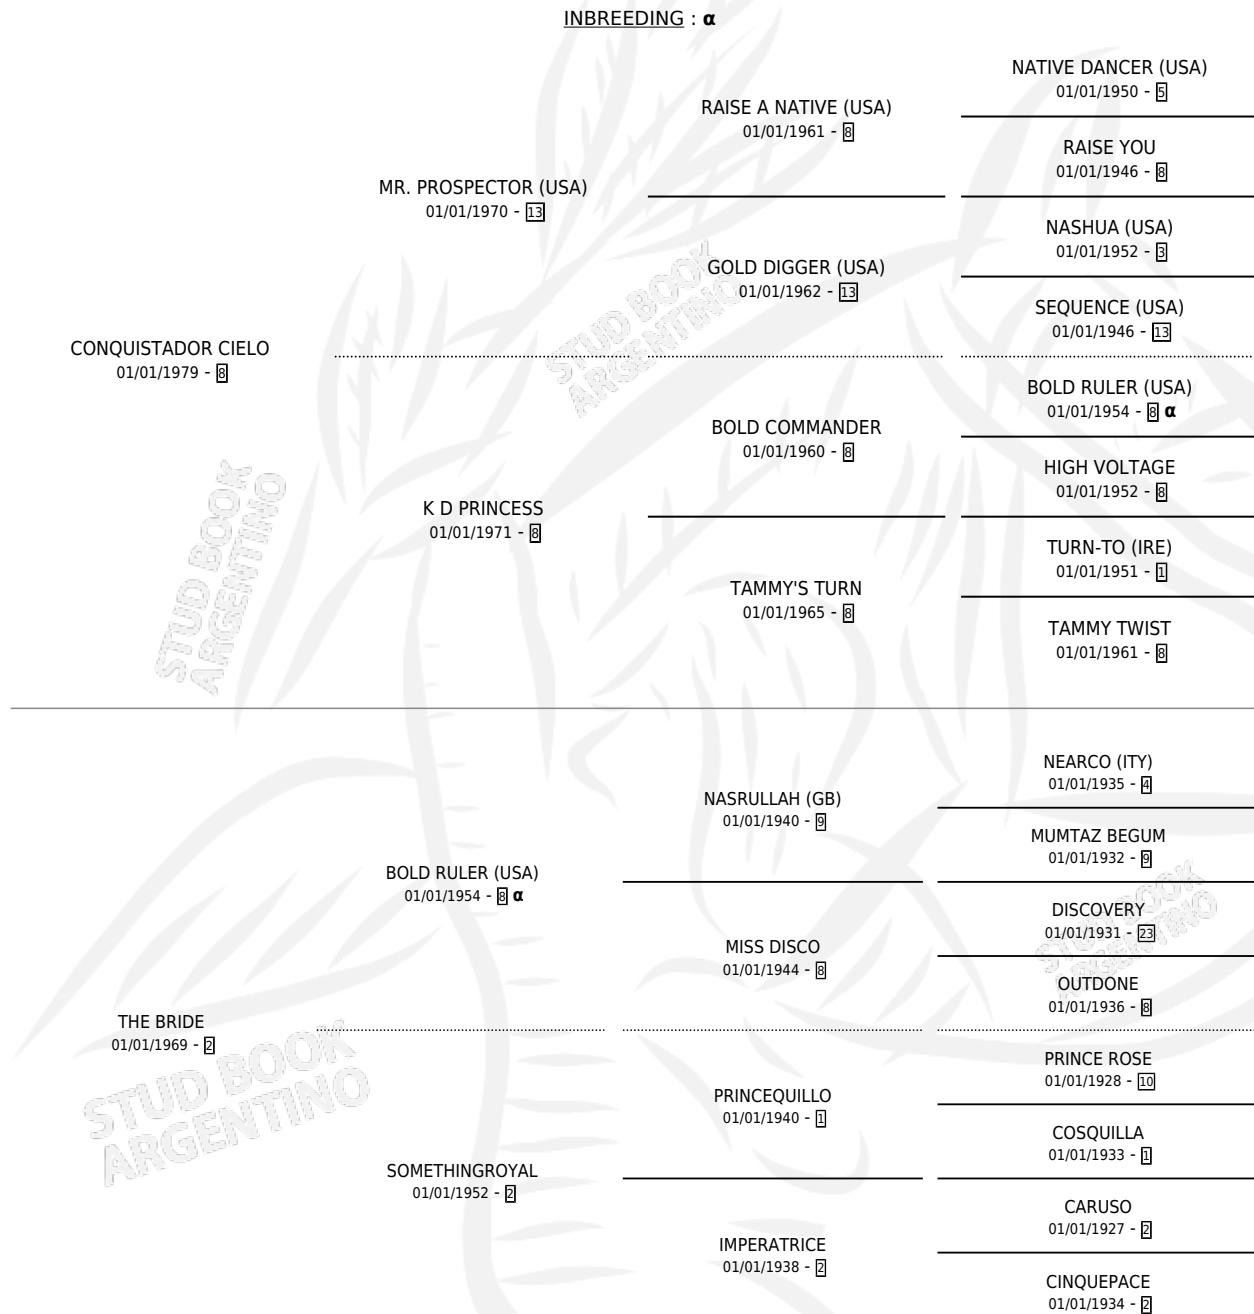 INBREEDING : α
NATIVE DANCER (USA)
01/01/1950 - 5
RAISE A NATIVE (USA)
01/01/1961 - 8
RAISE YOU
01/01/1946 - 8
MR. PROSPECTOR (USA)
01/01/1970 - 13
NASHUA (USA)
01/01/1952 - 3
GOLD DIGGER (USA)
01/01/1962 - 13
SEQUENCE (USA)
01/01/1946 - 13
CONQUISTADOR CIELO
01/01/1979 - 8
BOLD RULER (USA)
01/01/1954 - 8 α
BOLD COMMANDER
01/01/1960 - 8
HIGH VOLTAGE
01/01/1952 - 8
K D PRINCESS
01/01/1971 - 8
TURN-TO (IRE)
01/01/1951 - 1
TAMMY'S TURN
01/01/1965 - 8
TAMMY TWIST
01/01/1961 - 8
NEARCO (ITY)
01/01/1935 - 4
NASRULLAH (GB)
01/01/1940 - 9
MUMTAZ BEGUM
01/01/1932 - 9
BOLD RULER (USA)
01/01/1954 - 8 α
DISCOVERY
01/01/1931 - 23
MISS DISCO
01/01/1944 - 8
OUTDONE
01/01/1936 - 8
THE BRIDE
01/01/1969 - 2
PRINCE ROSE
01/01/1928 - 10
PRINCEQUILLO
01/01/1940 - 1
COSQUILLA
01/01/1933 - 1
SOMETHINGROYAL
01/01/1952 - 2
CARUSO
01/01/1927 - 2
IMPERATRICE
01/01/1938 - 2
CINQUEPACE
01/01/1934 - 2
STUD BOOK
ARGENTINO
STUD BOOK
ARGENTINO
STUD BOOK
ARGENTINO
STUD BOOK
ARGENTINO